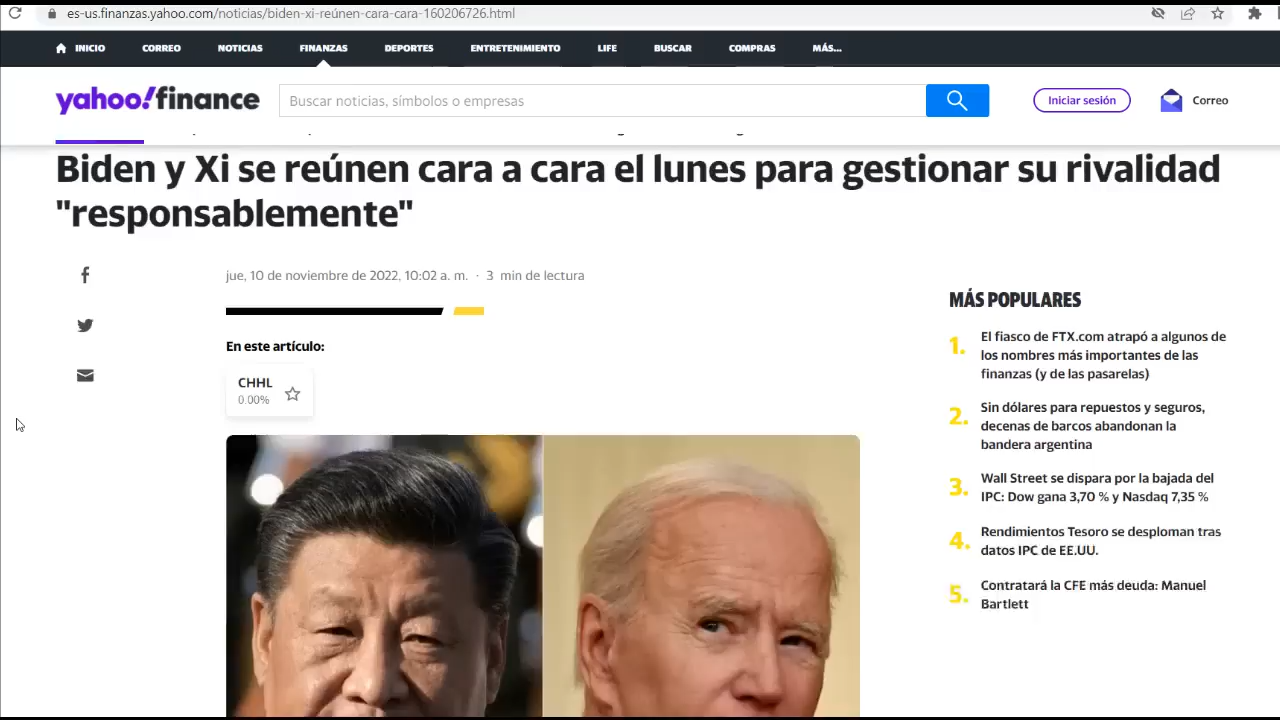 es-us.finanzas.yahoo.com/noticias/biden-xi-reúnen-cara-cara-160206726.html
INICIO CORREO NOTICIAS FINANZAS DEPORTES ENTRETENIMIENTO LIFE BUSCAR COMPRAS MÁS...
yahoo!finance Buscar noticias, símbolos o empresas Iniciar sesión Correo
Biden y Xi se reúnen cara a cara el lunes para gestionar su rivalidad
"responsablemente"
jue, 10 de noviembre de 2022, 10:02 a. m. · 3 min de lectura
En este artículo:
CHHL
0.00%
MÁS POPULARES
1. El fiasco de FTX.com atrapó a algunos de
los nombres más importantes de las
finanzas (y de las pasarelas)
2. Sin dólares para repuestos y seguros,
decenas de barcos abandonan la
bandera argentina
3. Wall Street se dispara por la bajada del
IPC: Dow gana 3,70 % y Nasdaq 7,35 %
4. Rendimientos Tesoro se desploman tras
datos IPC de EE.UU.
5. Contratará la CFE más deuda: Manuel
Bartlett